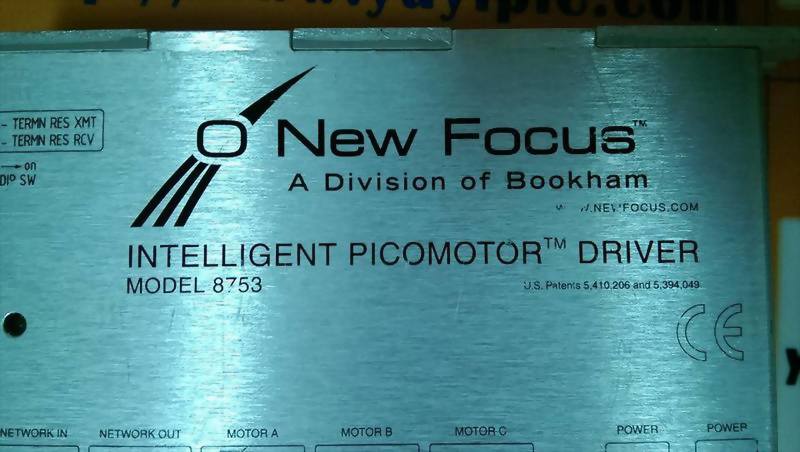 - TERMN RES XMT
- TERMN RES RCV
on
DIP SW
New Focus™
A Division of Bookham
.NEWFOCUS.COM
INTELLIGENT PICOMOTOR™ DRIVER
MODEL 8753
U.S. Patents 5,410,206 and 5,394,049
CE
NETWORK IN
NETWORK OUT
MOTOR A
MOTOR B
MOTOR C
POWER
POWER